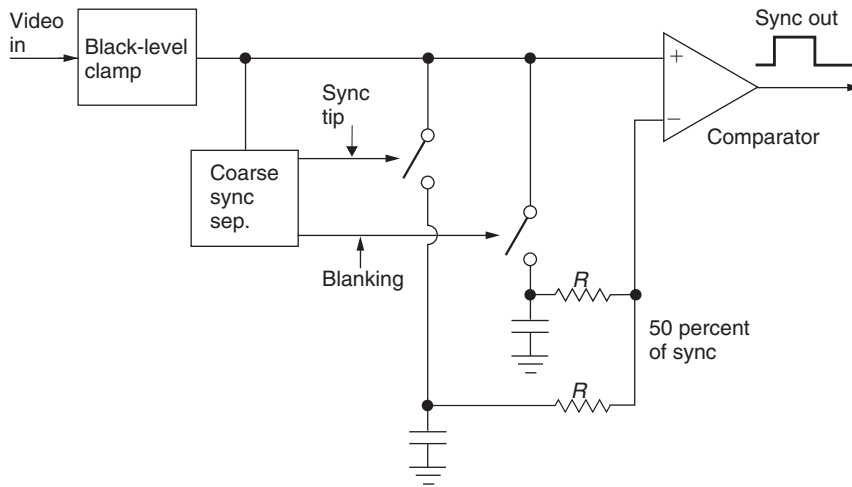 Video
in
Black-level
clamp
Sync out
Sync
tip
+
−
Comparator
Coarse
sync
sep.
Blanking
R
50 percent
of sync
R